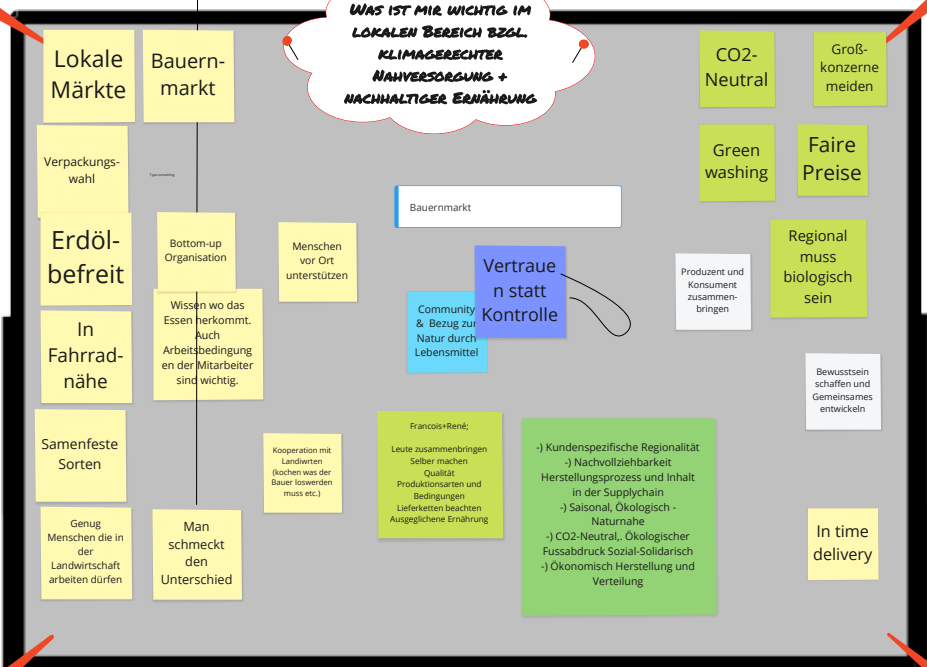 Was ist mir wichtig im
lokalen Bereich bzgl.
klimagerechter
Nahversorgung +
nachhaltiger Ernährung
Lokale
Märkte
Bauern-
markt
Verpackungs-
wahl
Erdöl-
befreit
Bottom-up
Organisation
Menschen
vor Ort
unterstützen
In
Fahrrad-
nähe
Wissen wo das
Essen herkommt.
Auch
Arbeitsbedingung
en der Mitarbeiter
sind wichtig.
Samenfeste
Sorten
Kooperation mit
Landiwrten
(kochen was der
Bauer loswerden
muss etc.)
Genug
Menschen die in
der
Landwirtschaft
arbeiten dürfen
Man
schmeckt
den
Unterschied
Bauernmarkt
Vertraue
n statt
Kontrolle
Community
& Bezug zur
Natur durch
Lebensmittel
Francois+René;
Leute zusammenbringen
Selber machen
Qualität
Produktionsarten und
Bedingungen
Lieferketten beachten
Ausgeglichene Ernährung
-) Kundenspezifische Regionalität
-) Nachvollziehbarkeit
Herstellungsprozess und Inhalt
in der Supplychain
-) Saisonal, Ökologisch -
Naturnahe
-) CO2-Neutral,. Ökologischer
Fussabdruck Sozial-Solidarisch
-) Ökonomisch Herstellung und
Verteilung
CO2-
Neutral
Groß-
konzerne
meiden
Green
washing
Faire
Preise
Regional
muss
biologisch
sein
Produzent und
Konsument
zusammen-
bringen
Bewusstsein
schaffen und
Gemeinsames
entwickeln
In time
delivery